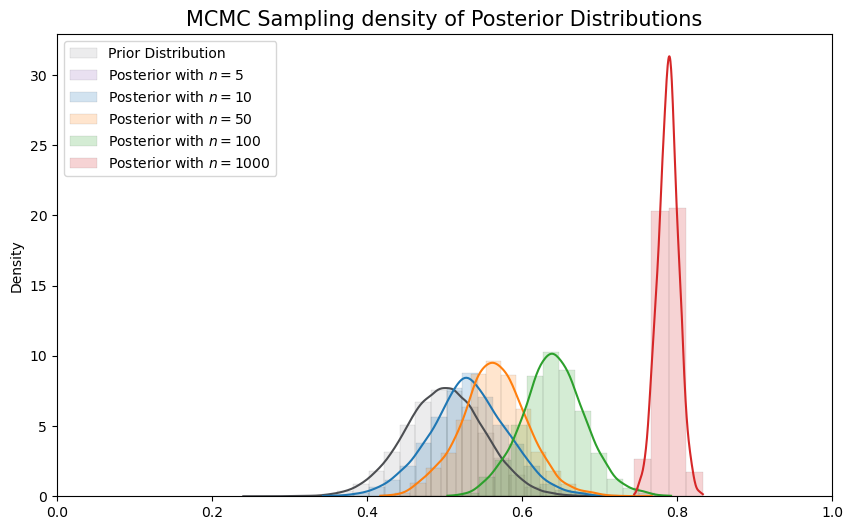 MCMC Sampling density of Posterior Distributions
Prior Distribution
Posterior with n = 5
Posterior with n = 10
Posterior with n = 50
Posterior with n = 100
Posterior with n = 1000
Density
30
25
20
15
10
5
0
0.0 0.2 0.4 0.6 0.8 1.0